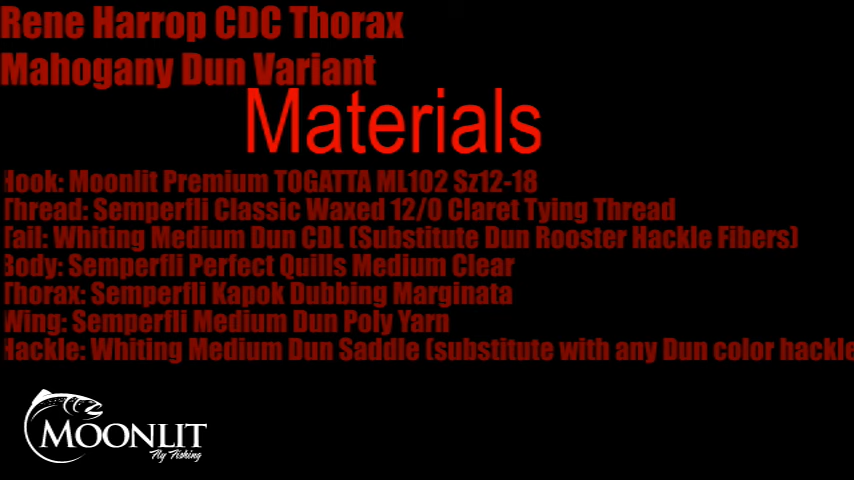 Rene Harrop CDC Thorax
Mahogany Dun Variant
Materials
Hook: Moonlit Premium TOGATTA ML102 Sz12-18
Thread: Semperfli Classic Waxed 12/0 Claret Tying Thread
Tail: Whiting Medium Dun CDL (Substitute Dun Rooster Hackle Fibers)
Body: Semperfli Perfect Quills Medium Clear
Thorax: Semperfli Kapok Dubbing Marginata
Wing: Semperfli Medium Dun Poly Yarn
Hackle: Whiting Medium Dun Saddle (substitute with any Dun color hackle
MOONLIT
Fly Fishing